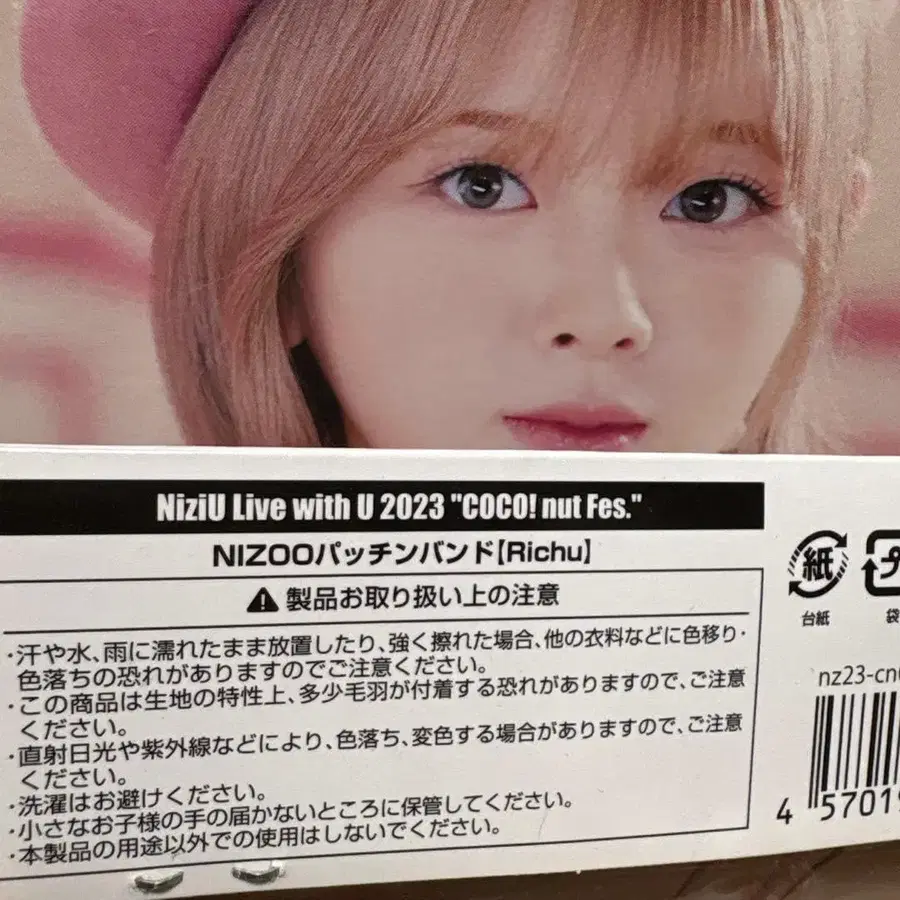 NiziU Live with U 2023 "COCO! nut Fes."
NIZOOパッチンバンド【Richu】
⚠製品お取り扱い上の注意
・汗や水、雨に濡れたまま放置したり、強く擦れた場合、他の衣料などに色移り・
色落ちの恐れがありますのでご注意ください。
・この商品は生地の特性上、多少毛羽が付着する恐れがありますので、ご注意
ください。
・直射日光や紫外線などにより、色落ち、変色する場合がありますので、ご注意
ください。
・洗濯はお避けください。
・小さなお子様の手の届かないところに保管してください。
・本製品の用途以外での使用はしないでください。
紙
台紙
プ
袋
nz23-cn
4 57019